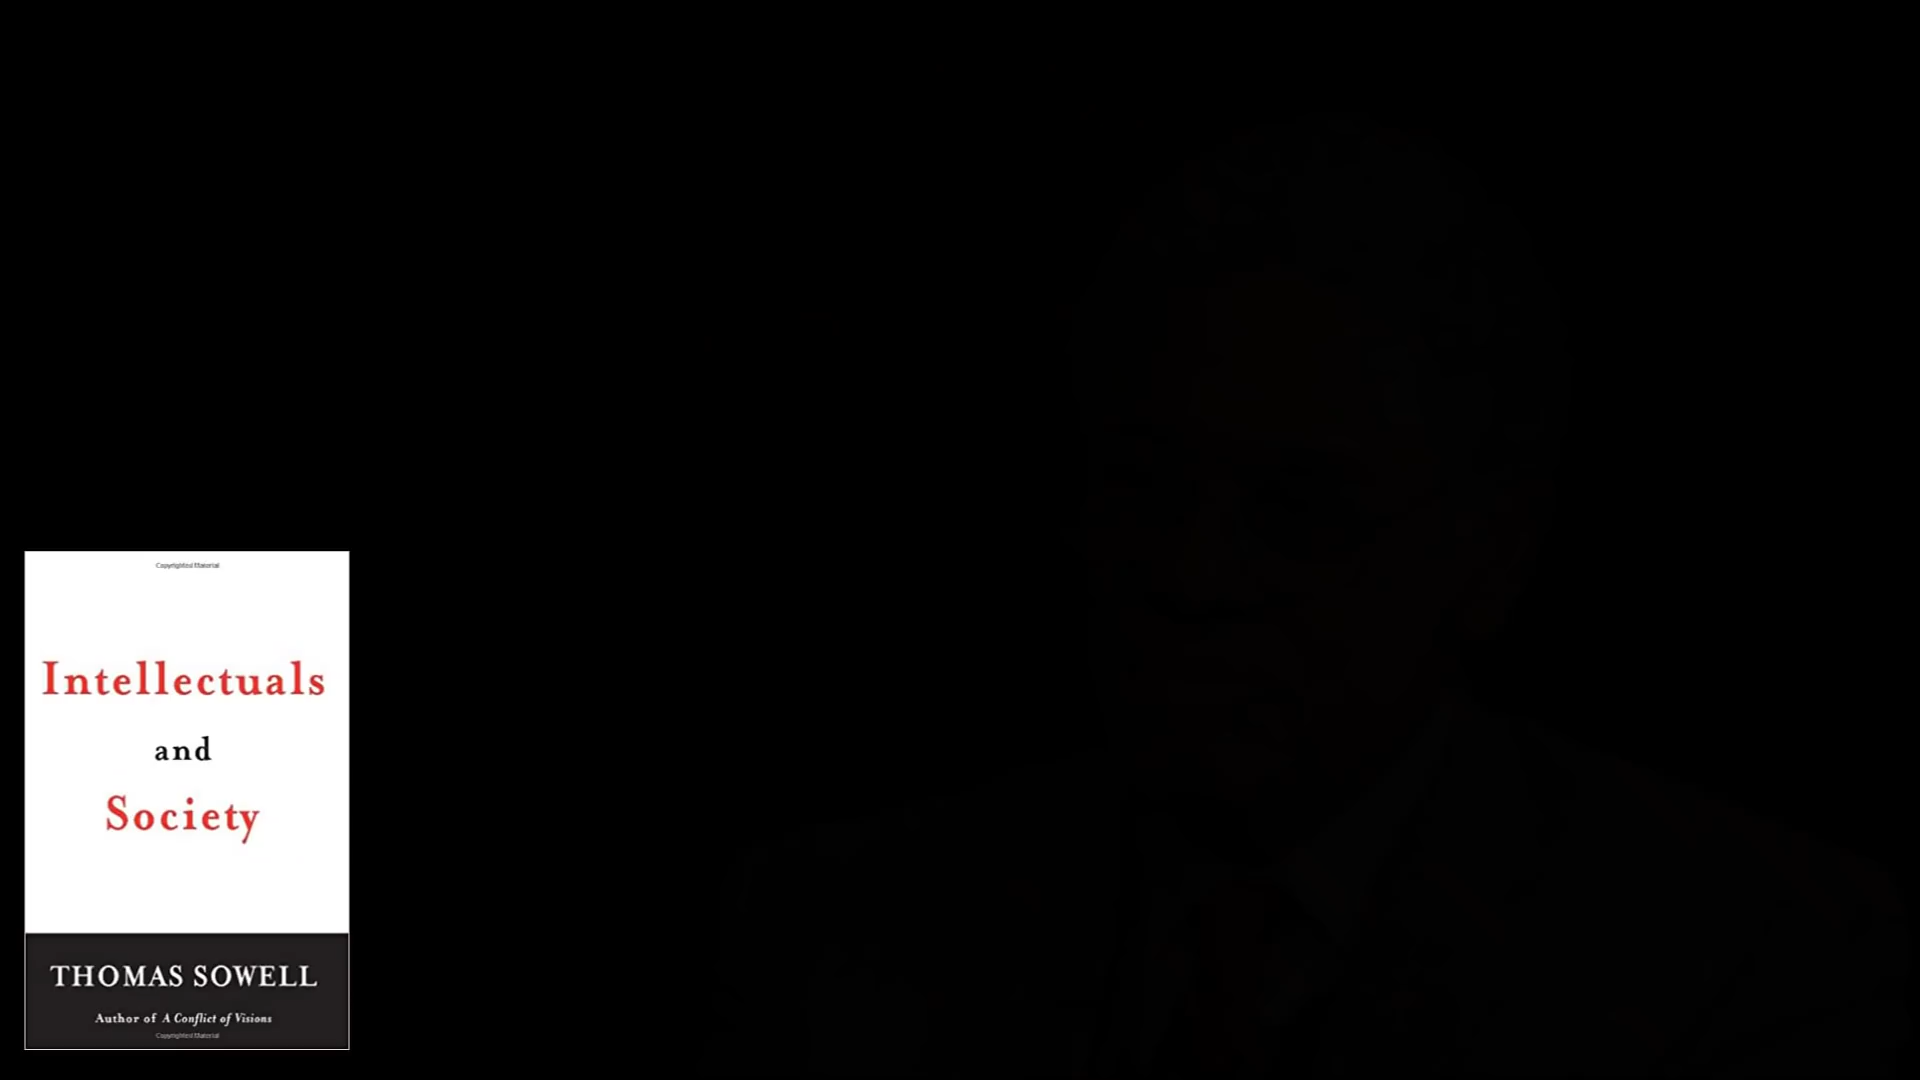 Copyrighted Material
Intellectuals
and
Society
THOMAS SOWELL
Author of A Conflict of Visions
Copyrighted Material